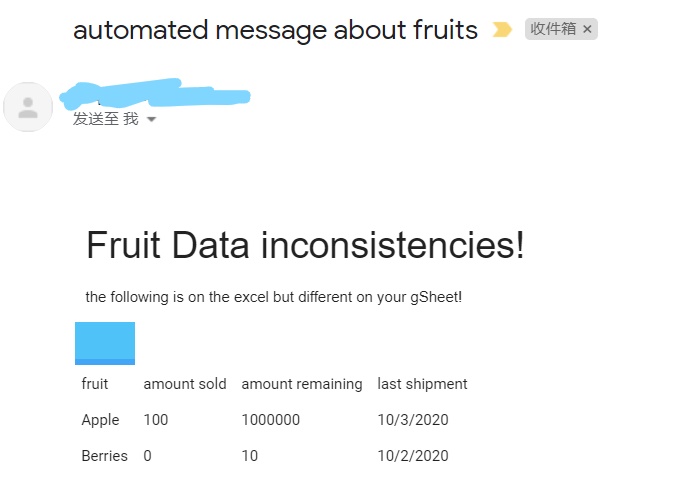 automated message about fruits 收件箱 ×
发送至 我
Fruit Data inconsistencies!
the following is on the excel but different on your gSheet!
fruit amount sold amount remaining last shipment
Apple 100 1000000 10/3/2020
Berries 0 10 10/2/2020